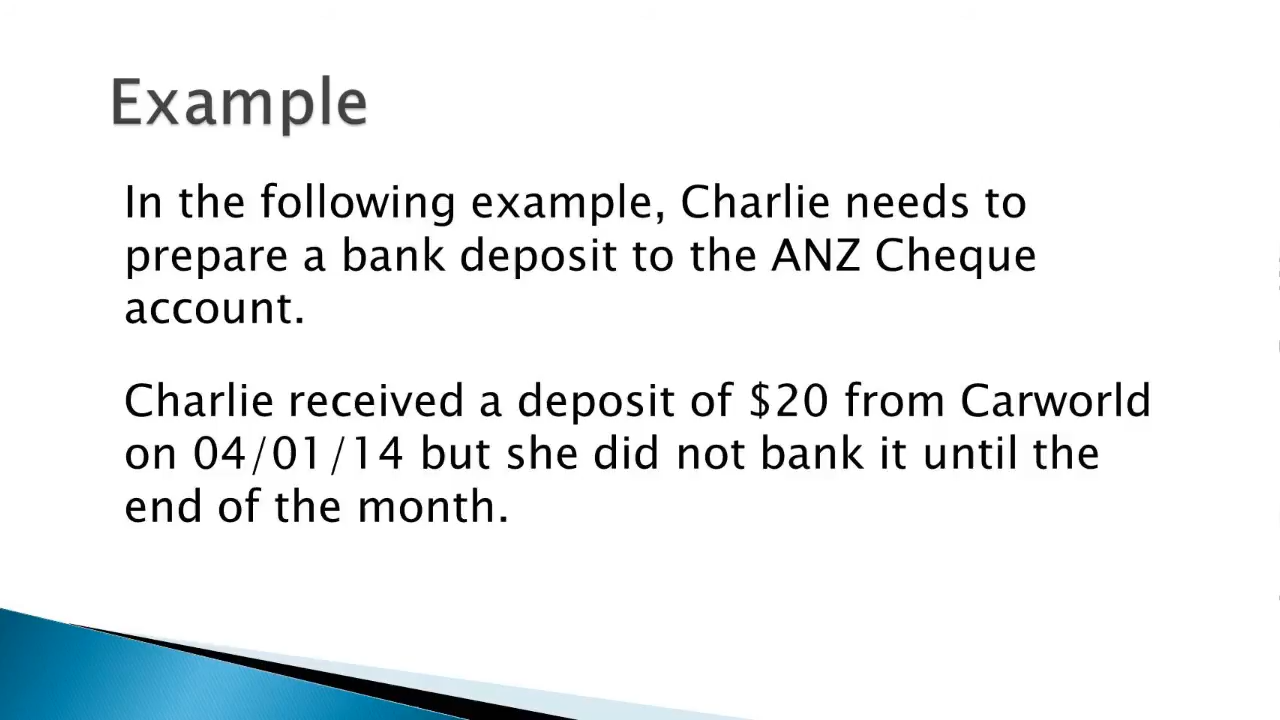 Example
In the following example, Charlie needs to
prepare a bank deposit to the ANZ Cheque
account.
Charlie received a deposit of $20 from Carworld
on 04/01/14 but she did not bank it until the
end of the month.